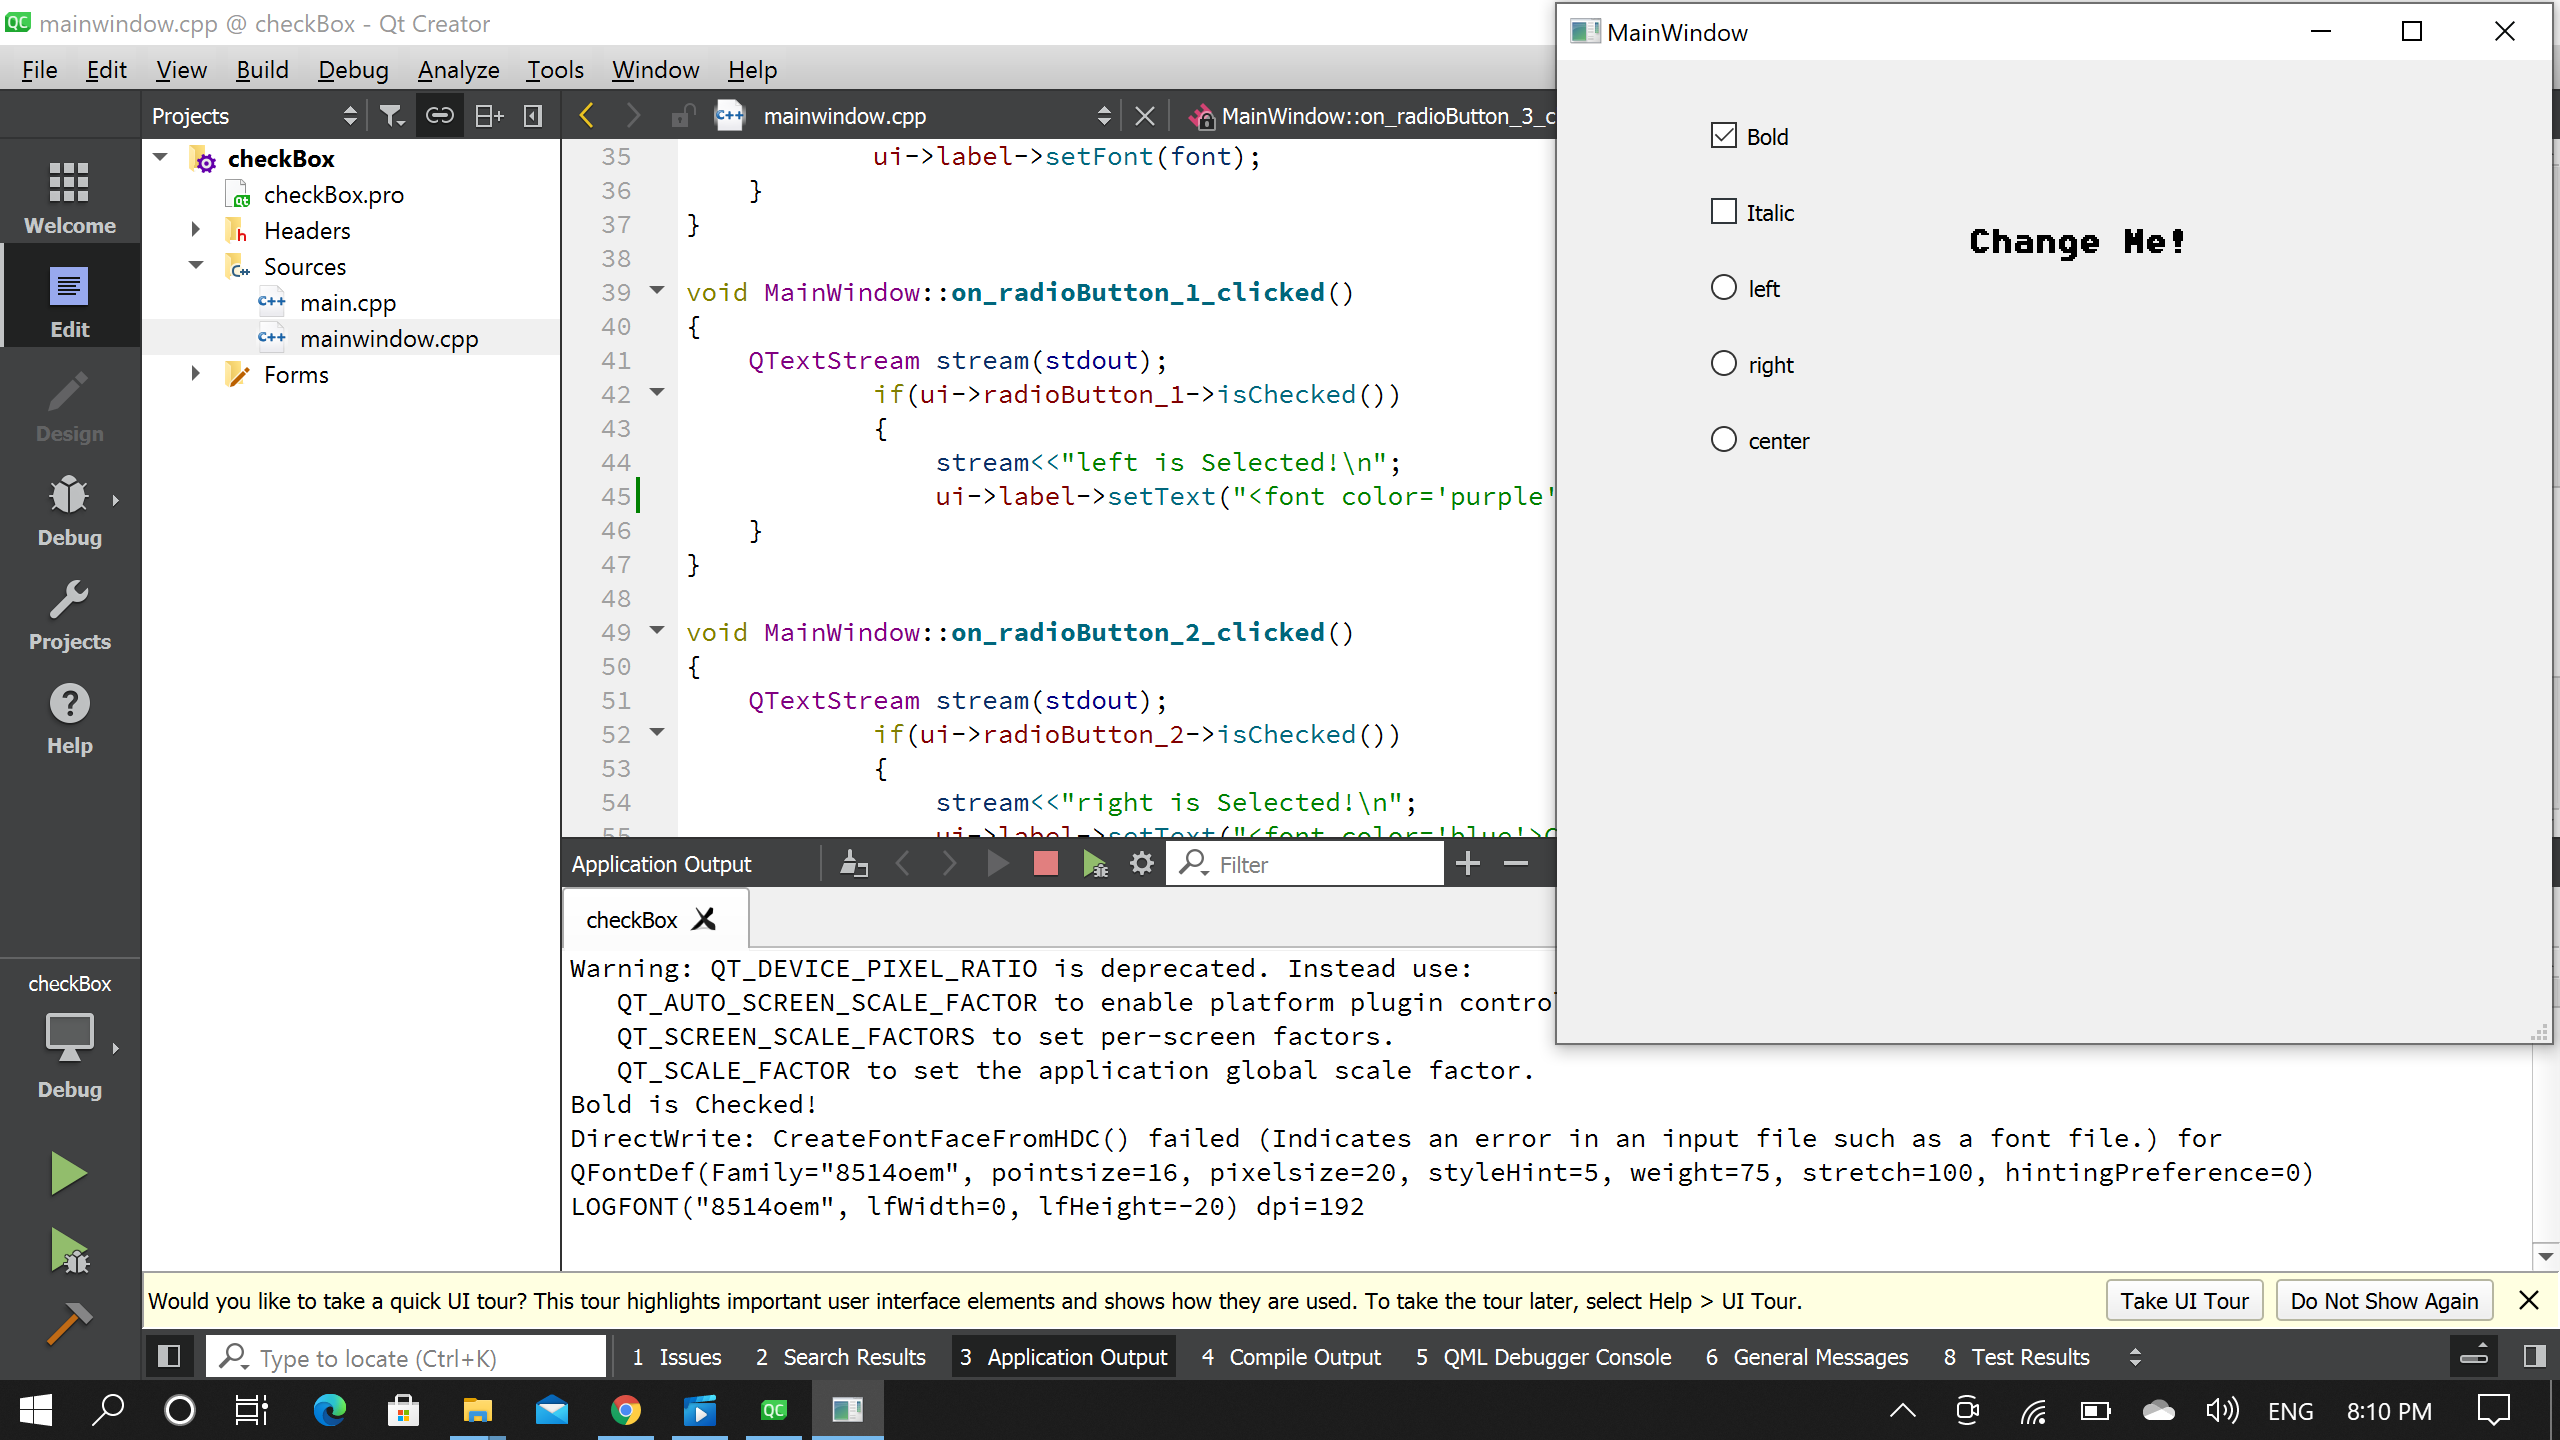 mainwindow.cpp @ checkBox - Qt Creator
File Edit View Build Debug Analyze Tools Window Help
Projects
mainwindow.cpp
MainWindow::on_radioButton_3_c
Welcome
Edit
Design
Debug
Projects
Help
checkBox
Debug
checkBox
checkBox.pro
Headers
Sources
main.cpp
mainwindow.cpp
Forms
35 ui->label->setFont(font);
36 }
37 }
38
39 void MainWindow::on_radioButton_1_clicked()
40 {
41 QTextStream stream(stdout);
42 if(ui->radioButton_1->isChecked())
43 {
44 stream<<"left is Selected!\n";
45 ui->label->setText("<font color='purple'
46 }
47 }
48
49 void MainWindow::on_radioButton_2_clicked()
50 {
51 QTextStream stream(stdout);
52 if(ui->radioButton_2->isChecked())
53 {
54 stream<<"right is Selected!\n";
55 ui->label->setText("<font color='blue'>C
MainWindow
Bold
Italic
left
right
center
Change Me!
Application Output
Filter
checkBox
Warning: QT_DEVICE_PIXEL_RATIO is deprecated. Instead use:
QT_AUTO_SCREEN_SCALE_FACTOR to enable platform plugin contro
QT_SCREEN_SCALE_FACTORS to set per-screen factors.
QT_SCALE_FACTOR to set the application global scale factor.
Bold is Checked!
DirectWrite: CreateFontFaceFromHDC() failed (Indicates an error in an input file such as a font file.) for
QFontDef(Family="8514oem", pointsize=16, pixelsize=20, styleHint=5, weight=75, stretch=100, hintingPreference=0)
LOGFONT("8514oem", lfWidth=0, lfHeight=-20) dpi=192
Would you like to take a quick UI tour? This tour highlights important user interface elements and shows how they are used. To take the tour later, select Help > UI Tour.
Take UI Tour
Do Not Show Again
Type to locate (Ctrl+K)
1 Issues 2 Search Results 3 Application Output 4 Compile Output 5 QML Debugger Console 6 General Messages 8 Test Results
ENG 8:10 PM